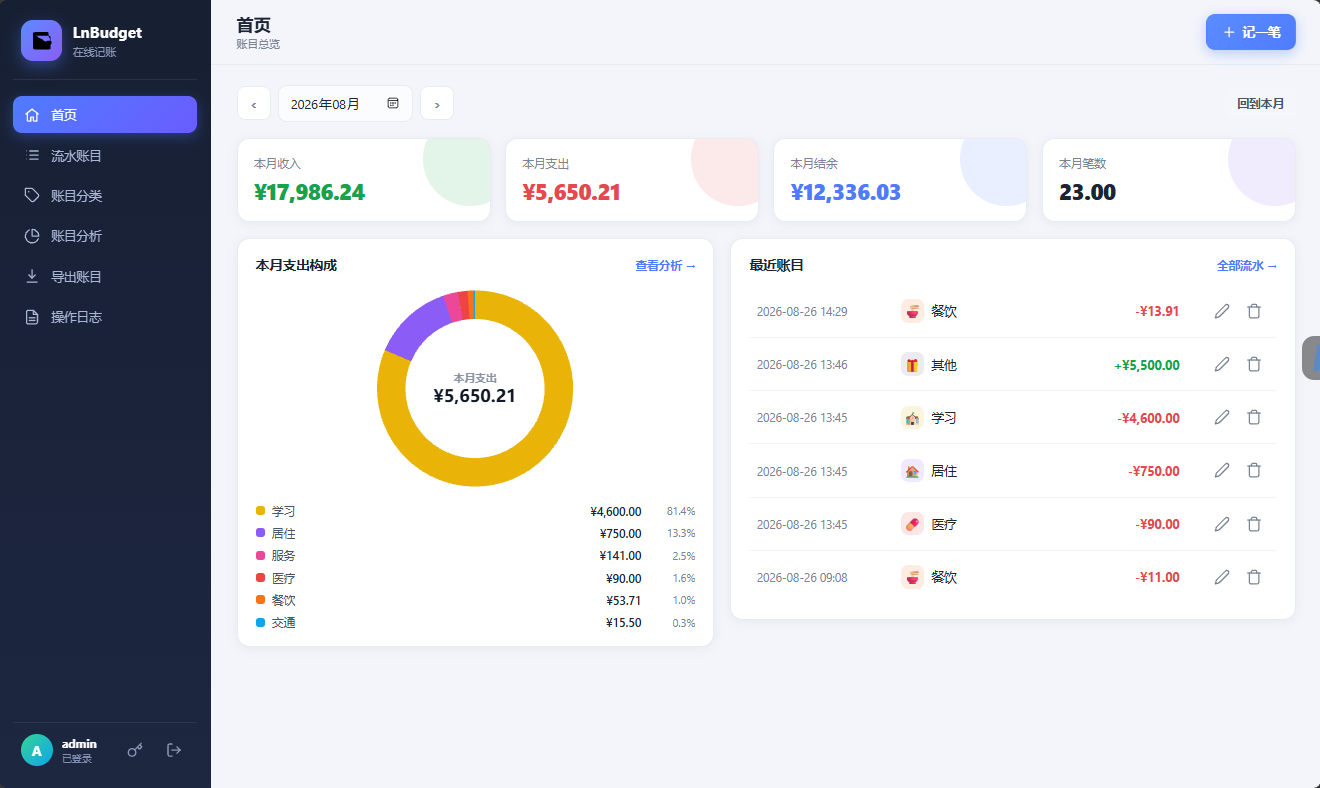 LnBudget
在线记账
首页
流水账目
账目分类
账目分析
导出账目
操作日志
A
admin
已登录
首页
账目总览
+ 记一笔
‹ 2026年08月 ›
回到本月
本月收入
¥17,986.24
本月支出
¥5,650.21
本月结余
¥12,336.03
本月笔数
23.00
本月支出构成
查看分析 →
本月支出
¥5,650.21
学习 ¥4,600.00 81.4%
居住 ¥750.00 13.3%
服务 ¥141.00 2.5%
医疗 ¥90.00 1.6%
餐饮 ¥53.71 1.0%
交通 ¥15.50 0.3%
最近账目
全部流水 →
2026-08-26 14:29 餐饮 -¥13.91
2026-08-26 13:46 其他 +¥5,500.00
2026-08-26 13:45 学习 -¥4,600.00
2026-08-26 13:45 居住 -¥750.00
2026-08-26 13:45 医疗 -¥90.00
2026-08-26 09:08 餐饮 -¥11.00